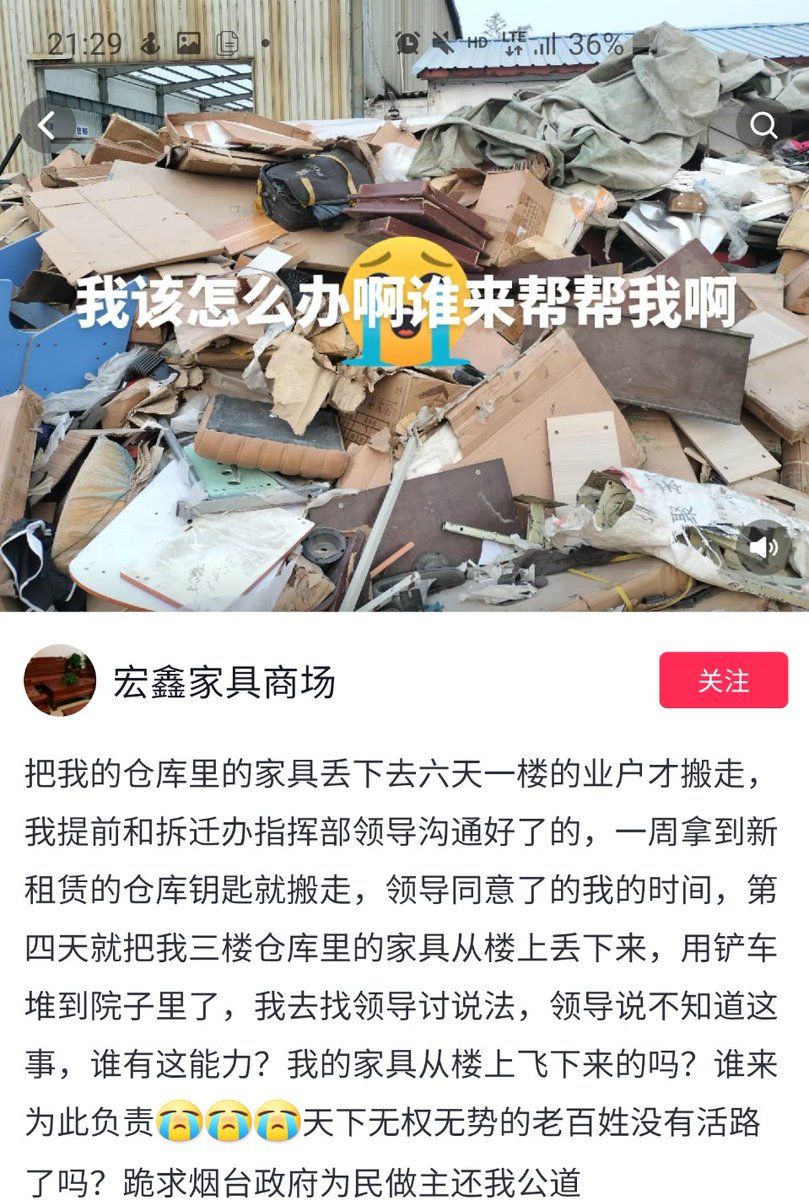 21:29
HD LTE 36%
我该怎么办啊谁来帮帮我啊
宏鑫家具商场
关注
把我的仓库里的家具丢下去六天一楼的业户才搬走，
我提前和拆迁办指挥部领导沟通好了的，一周拿到新
租赁的仓库钥匙就搬走，领导同意了的我的时间，第
四天就把我三楼仓库里的家具从楼上丢下来，用铲车
堆到院子里了，我去找领导讨说法，领导说不知道这
事，谁有这能力？我的家具从楼上飞下来的吗？谁来
为此负责😭😭😭天下无权无势的老百姓没有活路
了吗？跪求烟台政府为民做主还我公道